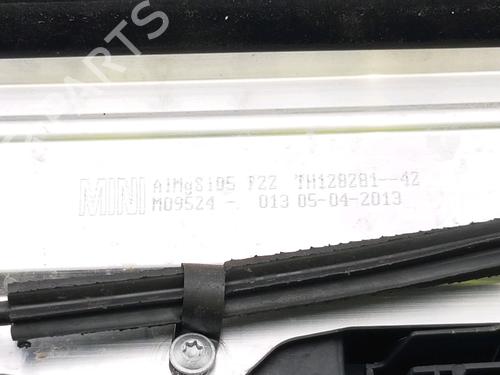 MINI AlMgSi05 F22 TH128281--42
M09524 - 013 05-04-2013